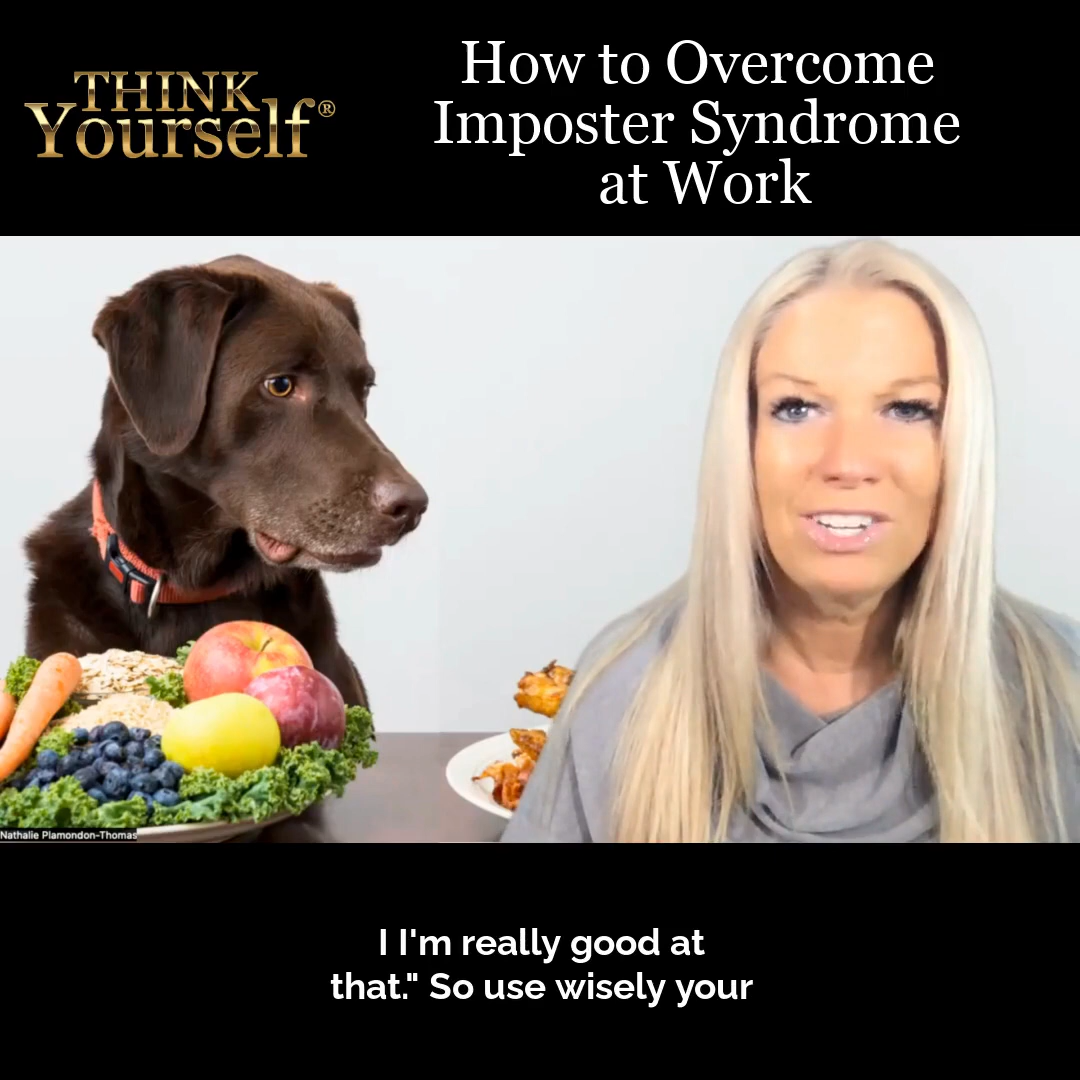 THINK
Yourself®
How to Overcome
Imposter Syndrome
at Work
Nathalie Plamondon-Thomas
I I'm really good at
that." So use wisely your